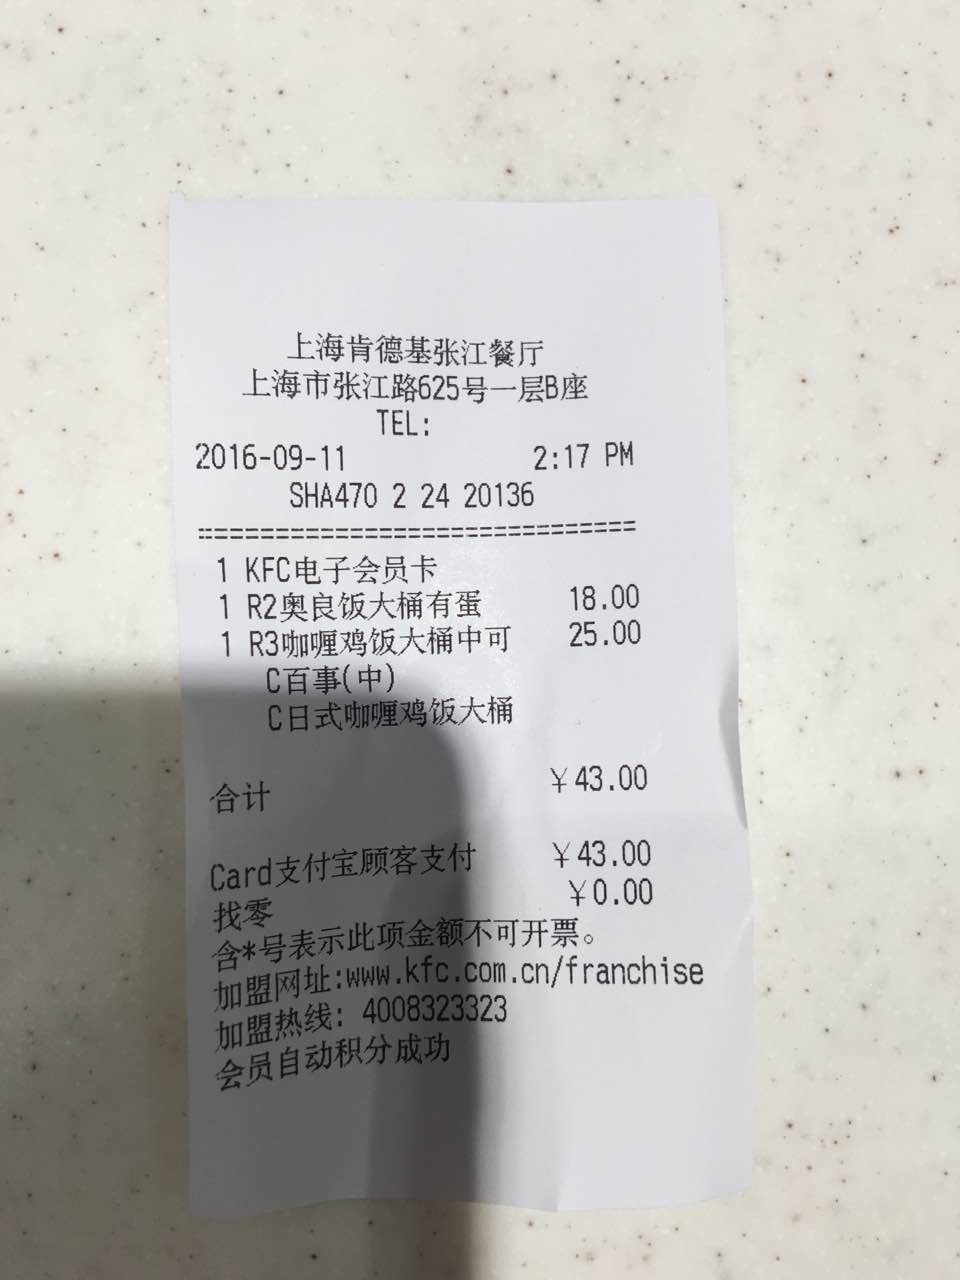 上海肯德基张江餐厅
上海市张江路625号一层B座
TEL:
2016-09-11 2:17 PM
SHA470 2 24 20136
==============================
1 KFC电子会员卡
1 R2奥良饭大桶有蛋 18.00
1 R3咖喱鸡饭大桶中可 25.00
C百事(中)
C日式咖喱鸡饭大桶
合计 ¥43.00
Card支付宝顾客支付 ¥43.00
找零 ¥0.00
含*号表示此项金额不可开票。
加盟网址:www.kfc.com.cn/franchise
加盟热线: 4008323323
会员自动积分成功